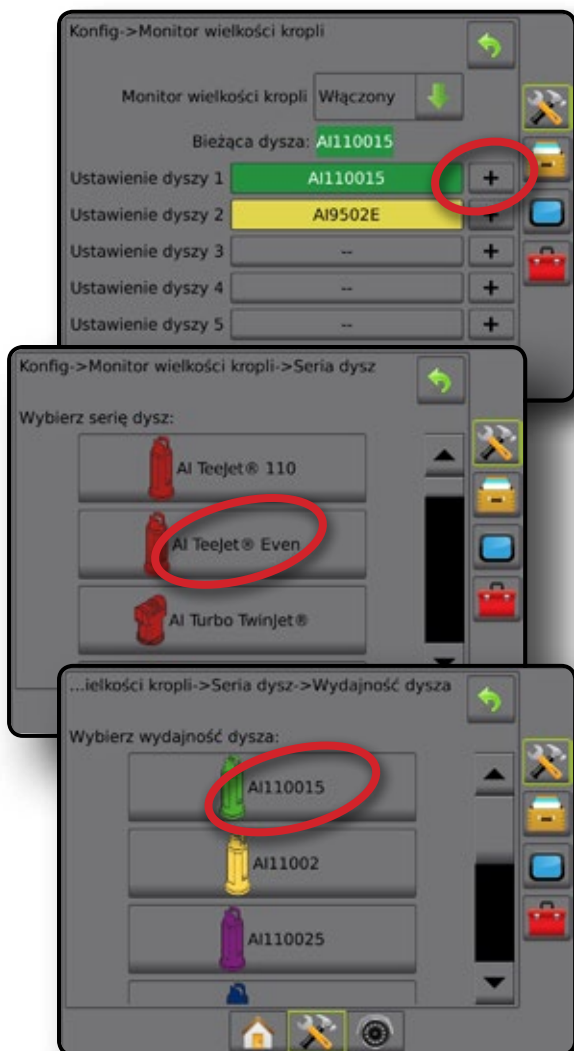 Konfig->Monitor wielkości kropli
Monitor wielkości kropli Włączony
Bieżąca dysza: AI110015
Ustawienie dyszy 1 AI110015 +
Ustawienie dyszy 2 AI9502E +
Ustawienie dyszy 3 -- +
Ustawienie dyszy 4 -- +
Ustawienie dyszy 5 -- +
Konfig->Monitor wielkości kropli->Seria dysz
Wybierz serię dysz:
AI TeeJet® 110
AI TeeJet® Even
AI Turbo TwinJet®
...ielkości kropli->Seria dysz->Wydajność dysza
Wybierz wydajność dysza:
AI110015
AI11002
AI110025